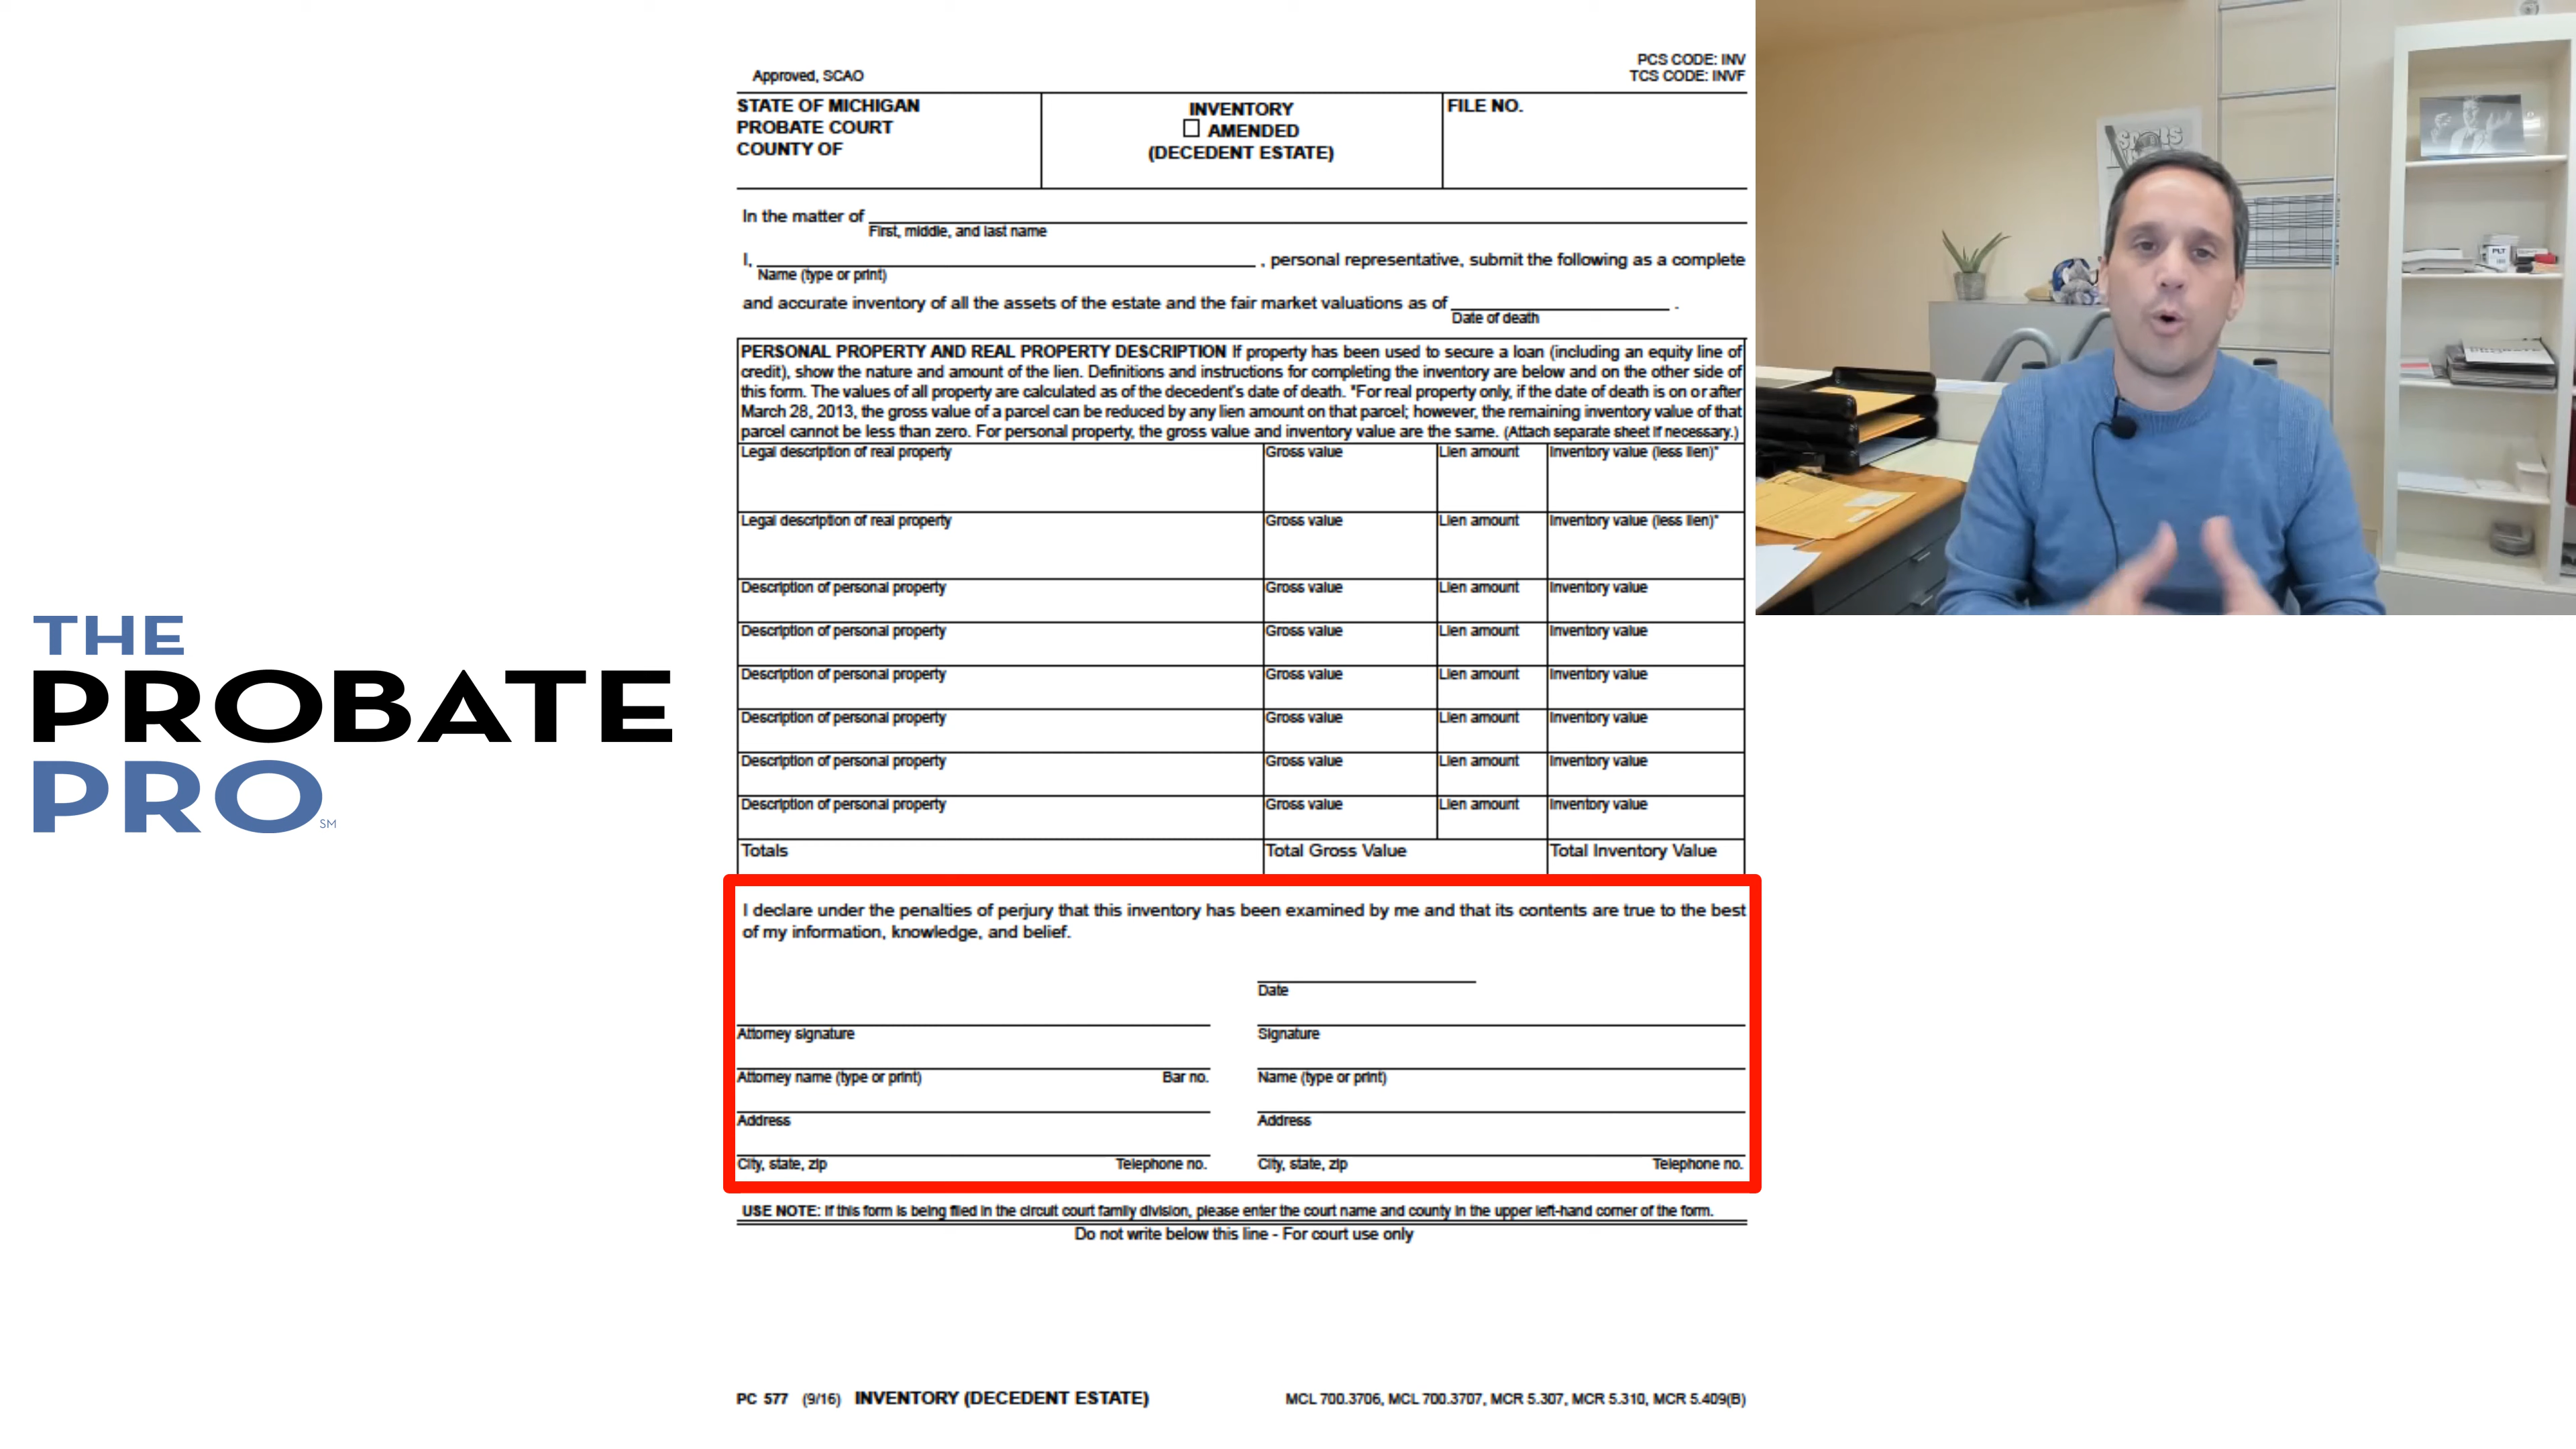 THE
PROBATE
PRO
SM
Approved, SCAO
PCS CODE: INV
TCS CODE: INVF
STATE OF MICHIGAN
PROBATE COURT
COUNTY OF
INVENTORY
AMENDED
(DECEDENT ESTATE)
FILE NO.
In the matter of
First, middle, and last name
I, , personal representative, submit the following as a complete
Name (type or print)
and accurate inventory of all the assets of the estate and the fair market valuations as of .
Date of death
PERSONAL PROPERTY AND REAL PROPERTY DESCRIPTION If property has been used to secure a loan (including an equity line of
credit), show the nature and amount of the lien. Definitions and instructions for completing the inventory are below and on the other side of
this form. The values of all property are calculated as of the decedent's date of death. *For real property only, if the date of death is on or after
March 28, 2013, the gross value of a parcel can be reduced by any lien amount on that parcel; however, the remaining inventory value of that
parcel cannot be less than zero. For personal property, the gross value and inventory value are the same. (Attach separate sheet if necessary.)
Legal description of real property Gross value Lien amount Inventory value (less lien)*
Legal description of real property Gross value Lien amount Inventory value (less lien)*
Description of personal property Gross value Lien amount Inventory value
Description of personal property Gross value Lien amount Inventory value
Description of personal property Gross value Lien amount Inventory value
Description of personal property Gross value Lien amount Inventory value
Description of personal property Gross value Lien amount Inventory value
Description of personal property Gross value Lien amount Inventory value
Totals Total Gross Value Total Inventory Value
I declare under the penalties of perjury that this inventory has been examined by me and that its contents are true to the best
of my information, knowledge, and belief.
Date
Attorney signature Signature
Attorney name (type or print) Bar no. Name (type or print)
Address Address
City, state, zip Telephone no. City, state, zip Telephone no.
USE NOTE: If this form is being filed in the circuit court family division, please enter the court name and county in the upper left-hand corner of the form.
Do not write below this line - For court use only
PC 577 (9/16) INVENTORY (DECEDENT ESTATE) MCL 700.3706, MCL 700.3707, MCR 5.307, MCR 5.310, MCR 5.409(B)
SPORTS
PLT
PROBATE